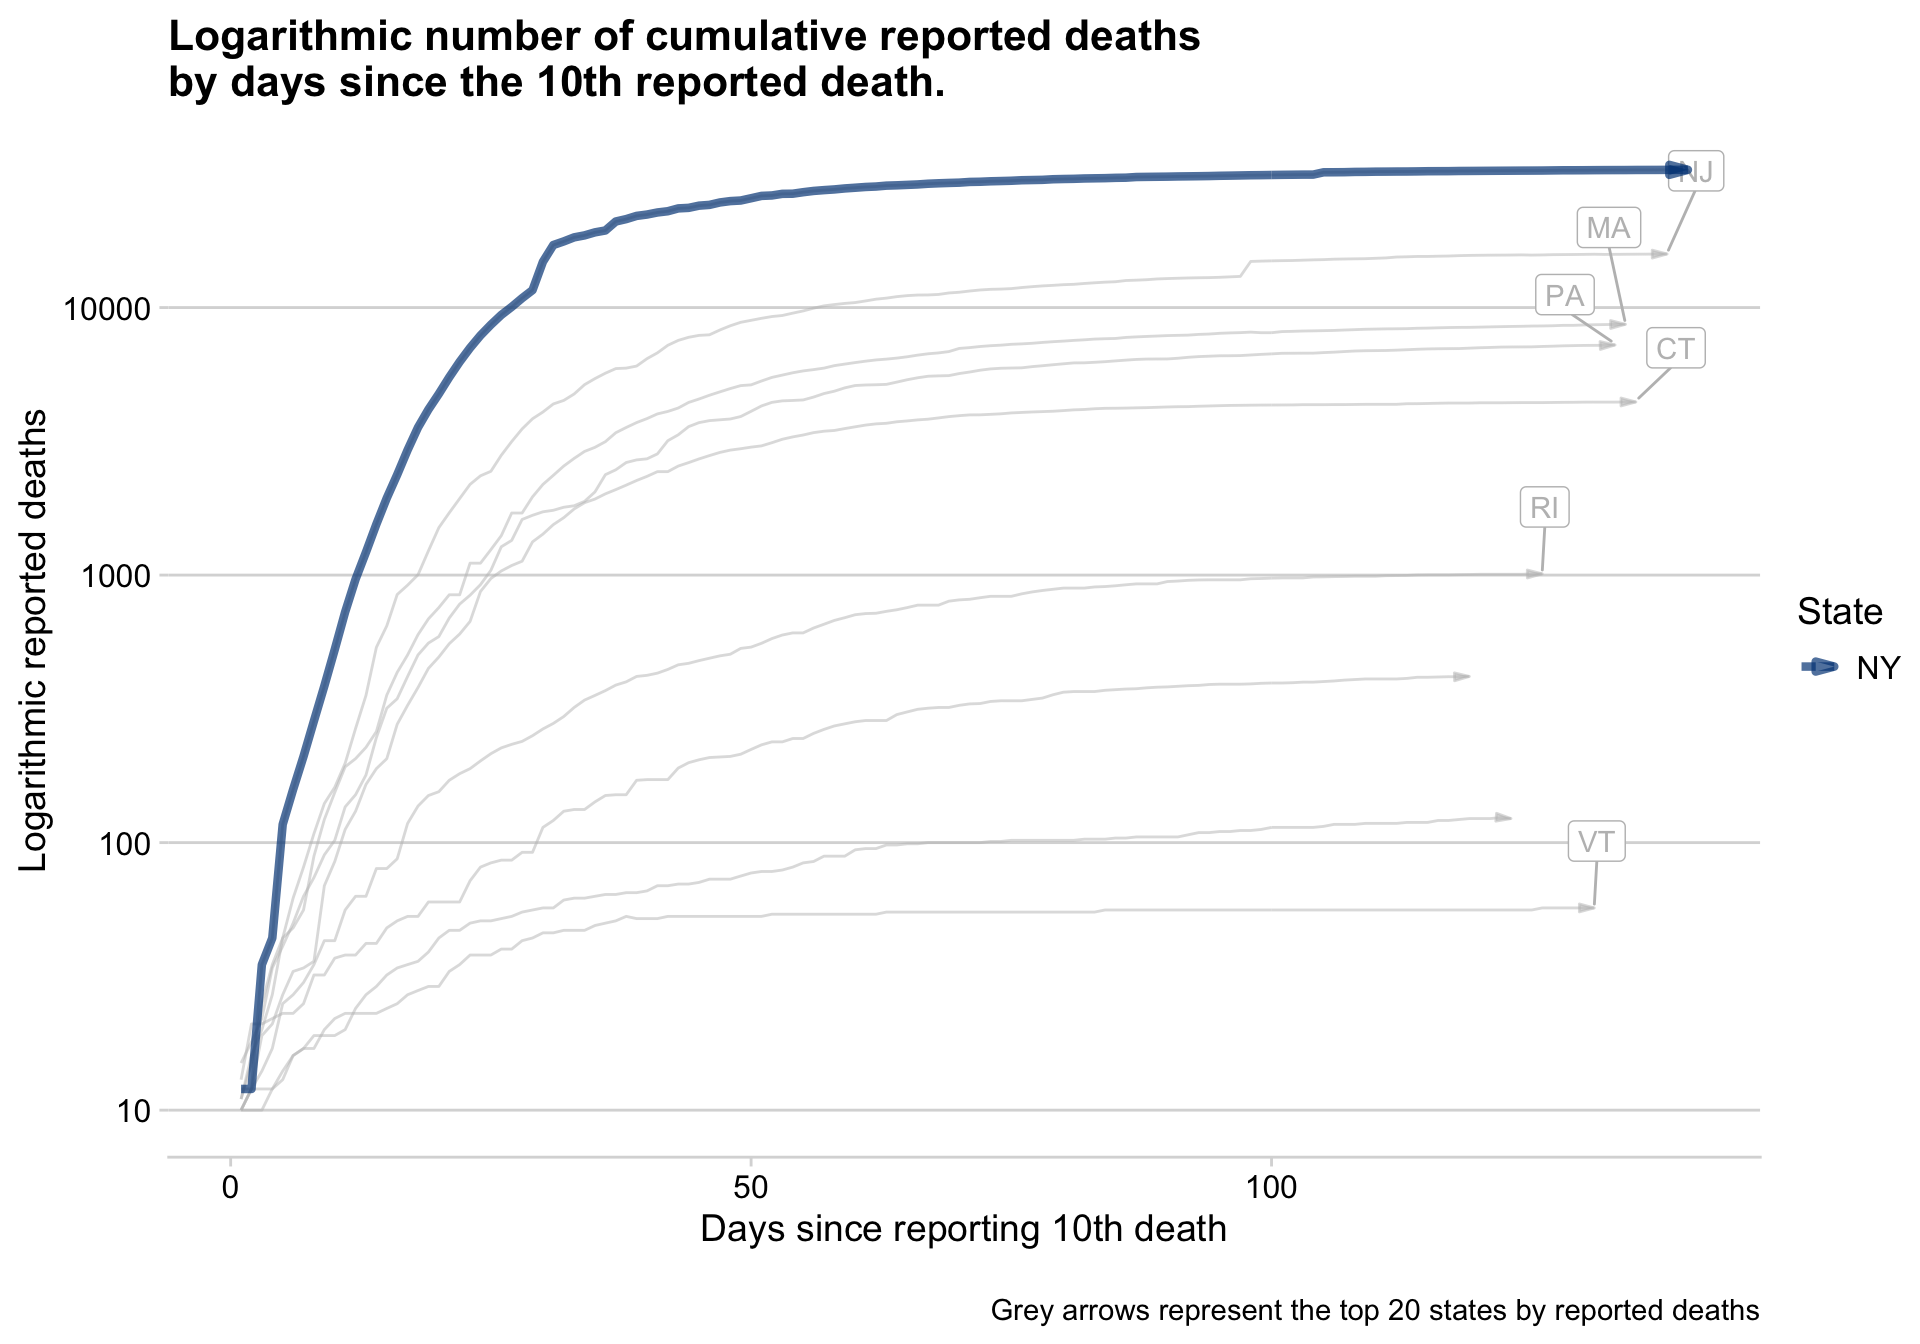 Logarithmic number of cumulative reported deaths
by days since the 10th reported death.
NJ
MA
PA
CT
RI
VT
10000
1000
100
10
Logarithmic reported deaths
0
50
100
Days since reporting 10th death
State
NY
Grey arrows represent the top 20 states by reported deaths